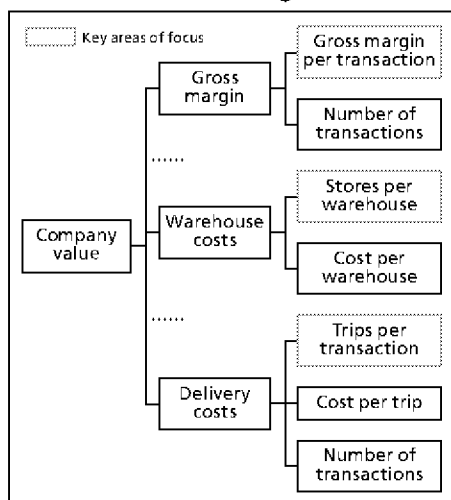 Key areas of focus
Gross margin
per transaction
Gross
margin
Number of
transactions
......
Stores per
warehouse
Company
value
Warehouse
costs
Cost per
warehouse
......
Trips per
transaction
Delivery
costs
Cost per trip
Number of
transactions